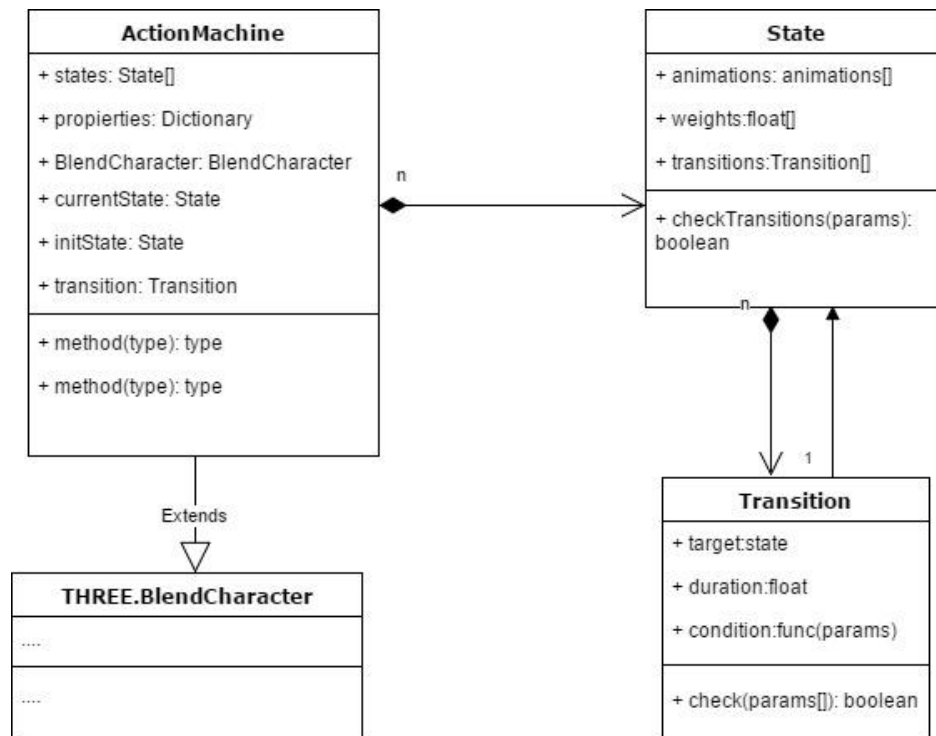 ActionMachine
+ states: State[]
+ propierties: Dictionary
+ BlendCharacter: BlendCharacter
+ currentState: State
+ initState: State
+ transition: Transition
+ method(type): type
+ method(type): type
n
State
+ animations: animations[]
+ weights:float[]
+ transitions:Transition[]
+ checkTransitions(params):
boolean
n
1
Extends
THREE.BlendCharacter
....
....
Transition
+ target:state
+ duration:float
+ condition:func(params)
+ check(params[]): boolean